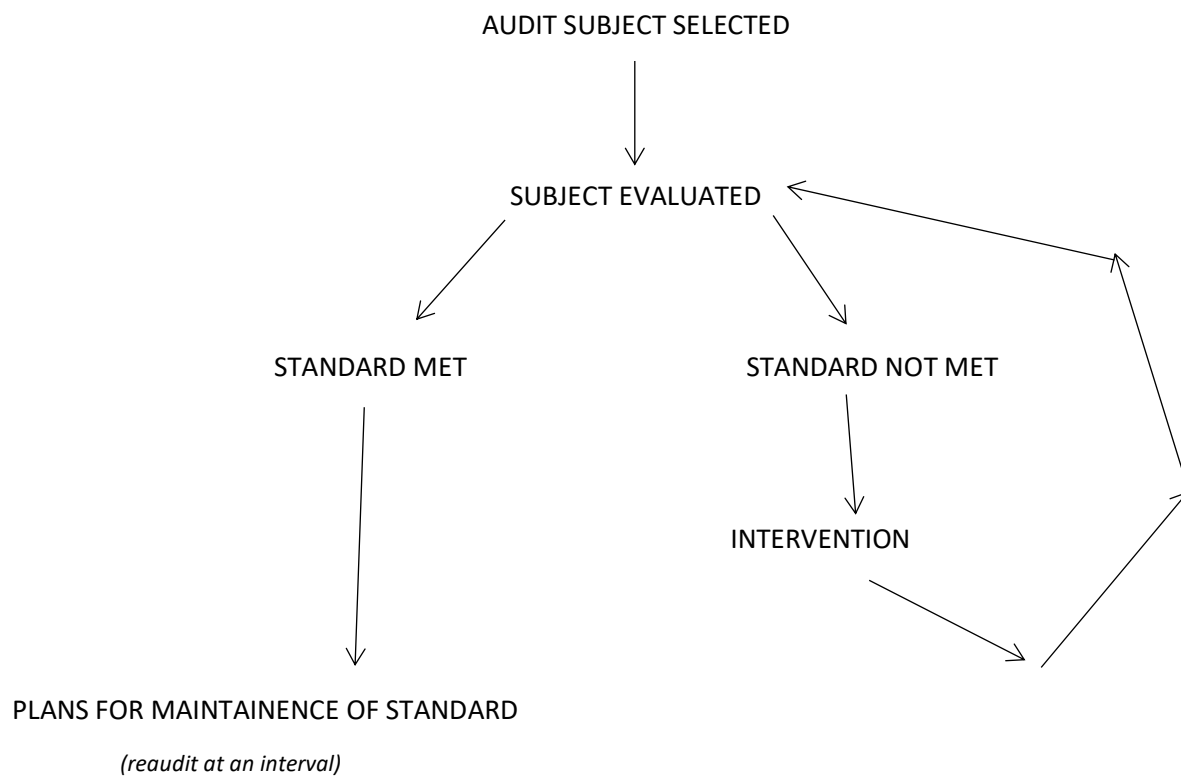 AUDIT SUBJECT SELECTED
SUBJECT EVALUATED
STANDARD MET
STANDARD NOT MET
INTERVENTION
PLANS FOR MAINTAINENCE OF STANDARD
(reaudit at an interval)